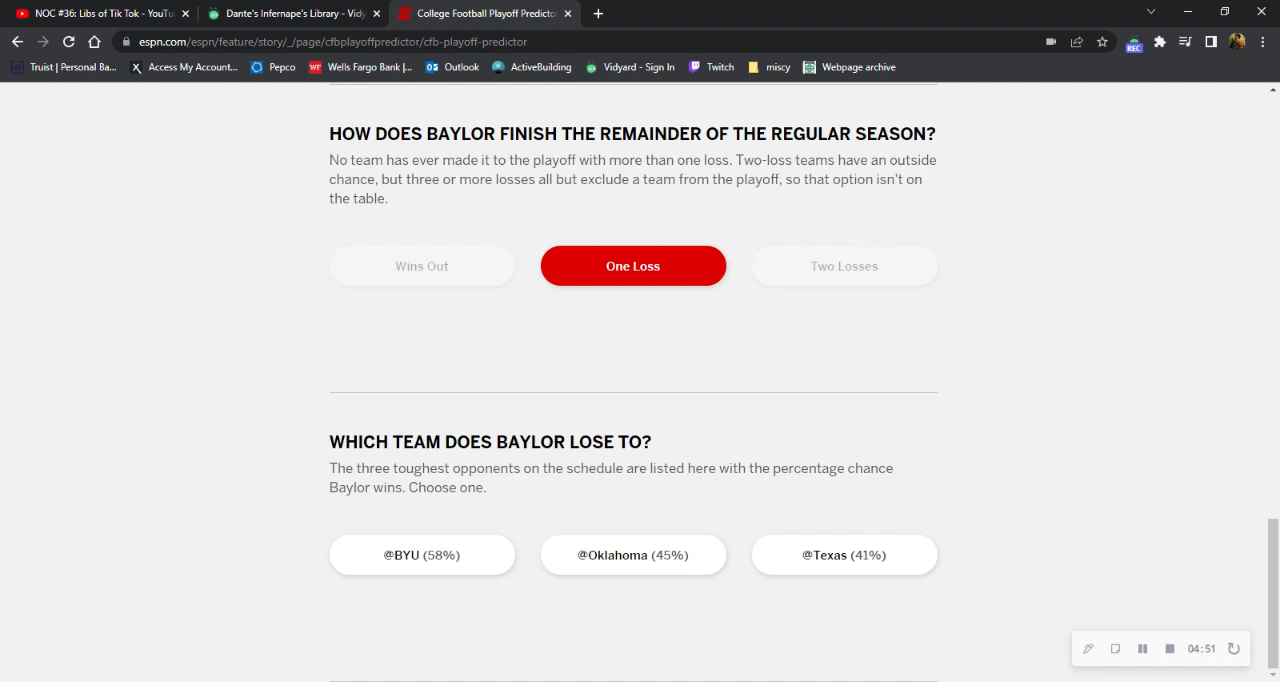 NOC #36: Libs of Tik Tok - YouTu
Dante's Infernape's Library - Vidy
College Football Playoff Predicto
espn.com/espn/feature/story/_/page/cfbplayoffpredictor/cfb-playoff-predictor
REC
Truist | Personal Ba...
Access My Account...
Pepco
WF
Wells Fargo Bank |...
Outlook
ActiveBuilding
Vidyard - Sign In
Twitch
miscy
Webpage archive
HOW DOES BAYLOR FINISH THE REMAINDER OF THE REGULAR SEASON?
No team has ever made it to the playoff with more than one loss. Two-loss teams have an outside
chance, but three or more losses all but exclude a team from the playoff, so that option isn't on
the table.
Wins Out
One Loss
Two Losses
WHICH TEAM DOES BAYLOR LOSE TO?
The three toughest opponents on the schedule are listed here with the percentage chance
Baylor wins. Choose one.
@BYU (58%)
@Oklahoma (45%)
@Texas (41%)
04:51